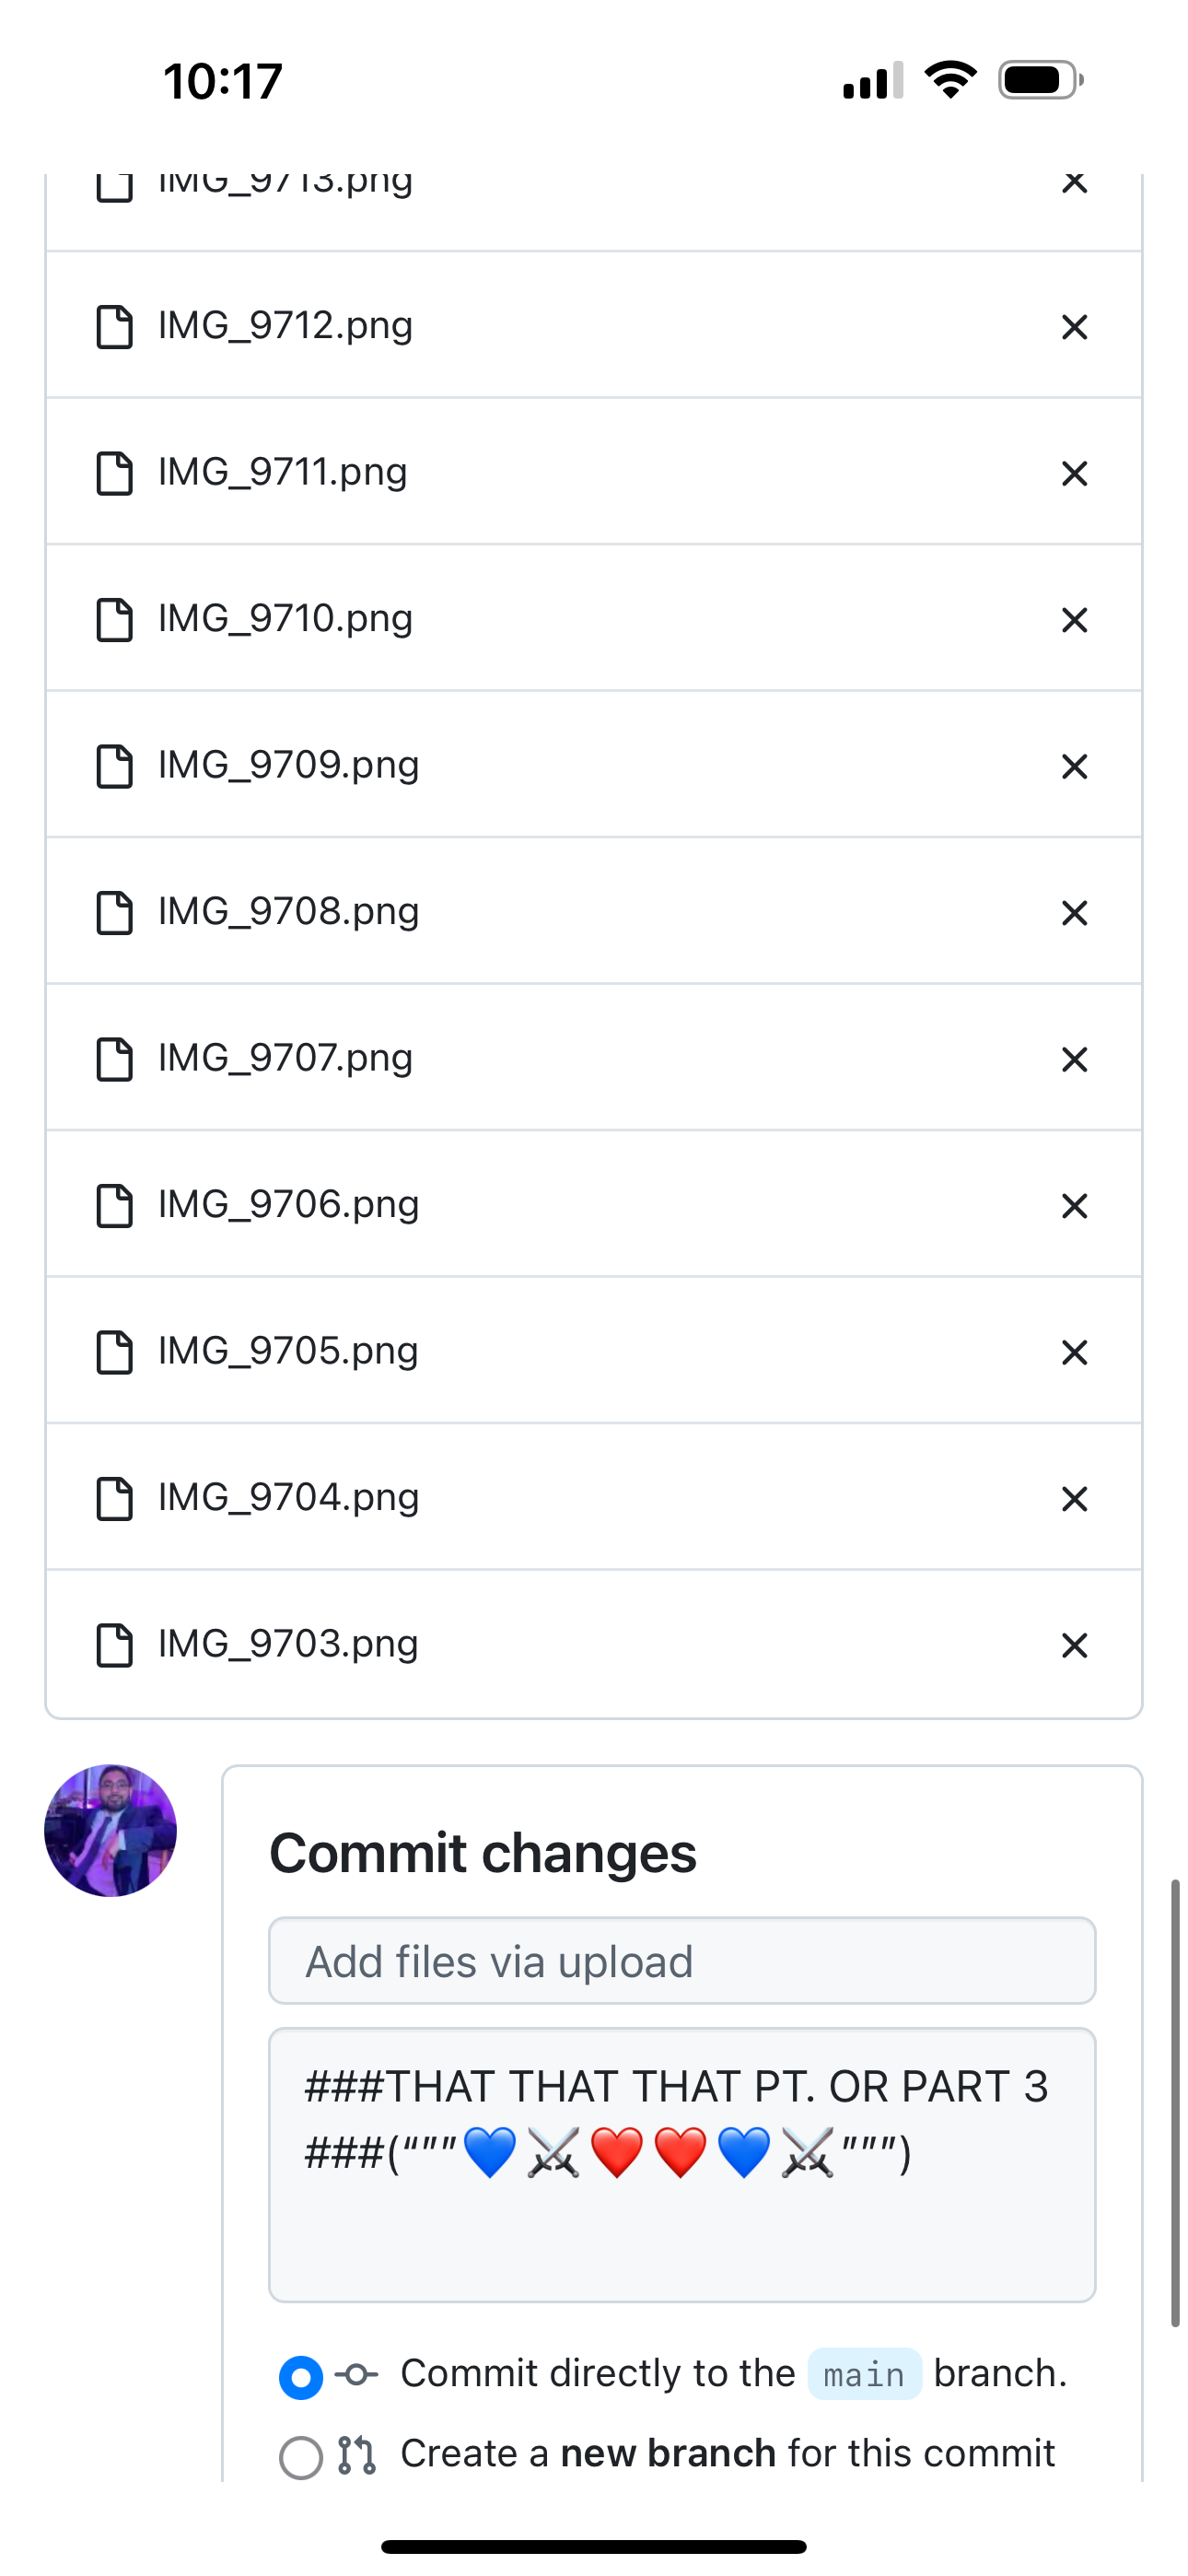 10:17
IMG_9713.png
IMG_9712.png
IMG_9711.png
IMG_9710.png
IMG_9709.png
IMG_9708.png
IMG_9707.png
IMG_9706.png
IMG_9705.png
IMG_9704.png
IMG_9703.png
Commit changes
Add files via upload
###THAT THAT THAT PT. OR PART 3
###(“””💙⚔️❤️❤️💙⚔️”””)
Commit directly to the main branch.
Create a new branch for this commit